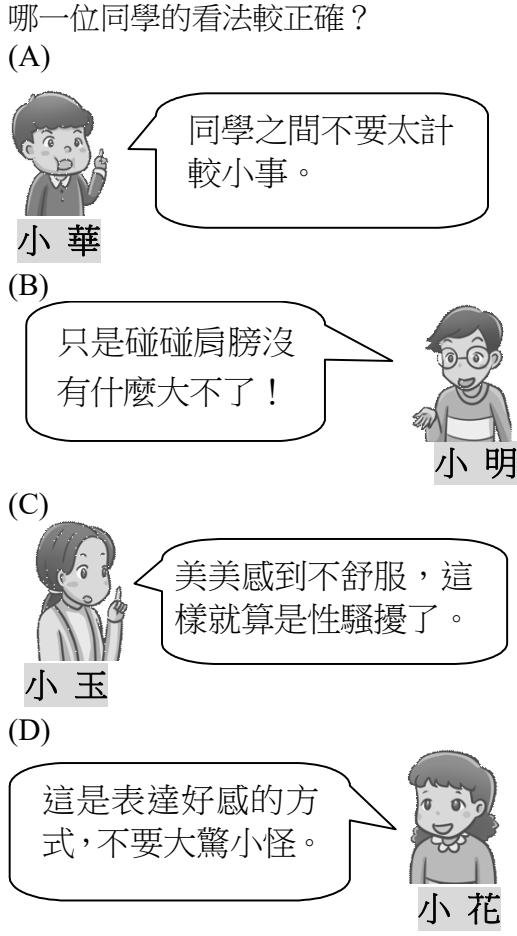 哪一位同學的看法較正確？
(A)
同學之間不要太計
較小事。
小 華
(B)
只是碰碰肩膀沒
有什麼大不了！
小 明
(C)
美美感到不舒服，這
樣就算是性騷擾了。
小 玉
(D)
這是表達好感的方
式，不要大驚小怪。
小 花